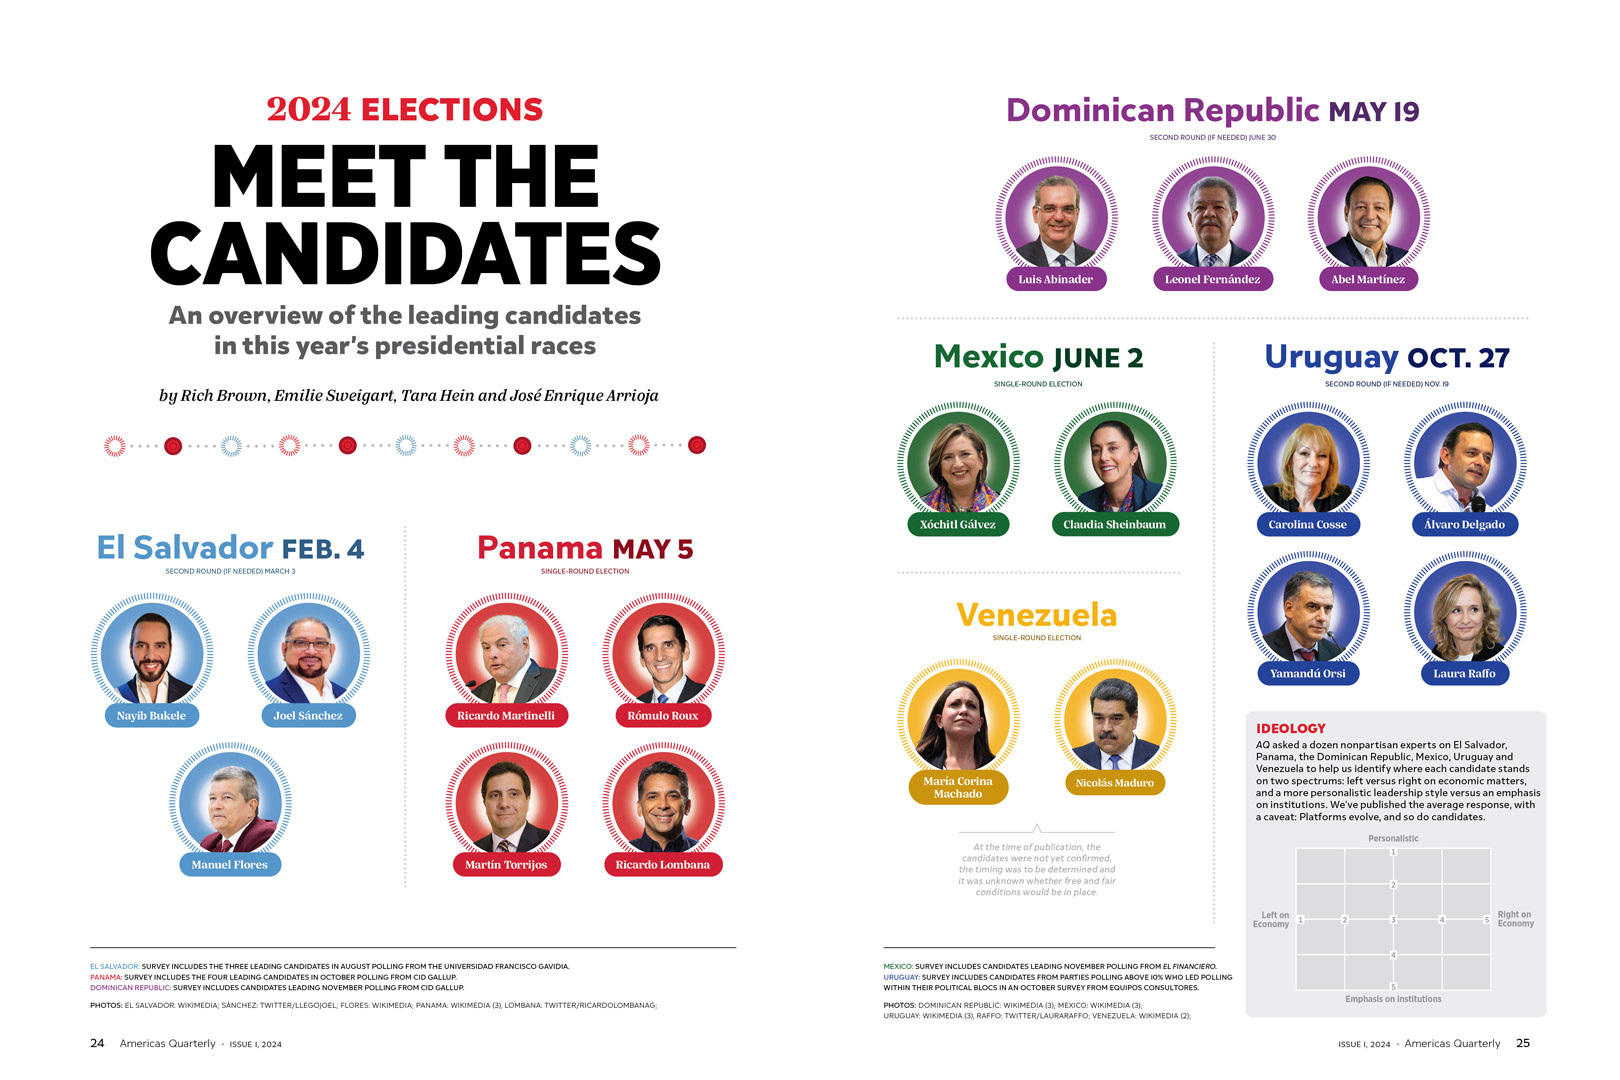 2024 ELECTIONS
MEET THE
CANDIDATES
An overview of the leading candidates
in this year's presidential races
by Rich Brown, Emilie Sweigart, Tara Hein and José Enrique Arrioja
El Salvador FEB. 4
SECOND ROUND (IF NEEDED) MARCH 3
Nayib Bukele
Joel Sánchez
Manuel Flores
Panama MAY 5
SINGLE-ROUND ELECTION
Ricardo Martinelli
Rómulo Roux
Martín Torrijos
Ricardo Lombana
EL SALVADOR: SURVEY INCLUDES THE THREE LEADING CANDIDATES IN AUGUST POLLING FROM THE UNIVERSIDAD FRANCISCO GAVIDIA.
PANAMA: SURVEY INCLUDES THE FOUR LEADING CANDIDATES IN OCTOBER POLLING FROM CID GALLUP.
DOMINICAN REPUBLIC: SURVEY INCLUDES CANDIDATES LEADING NOVEMBER POLLING FROM CID GALLUP.
PHOTOS: EL SALVADOR: WIKIMEDIA; SÁNCHEZ: TWITTER/LLEGOJOEL; FLORES: WIKIMEDIA; PANAMA: WIKIMEDIA (3), LOMBANA: TWITTER/RICARDOLOMBANAG;
24 Americas Quarterly • ISSUE I, 2024
Dominican Republic MAY 19
SECOND ROUND (IF NEEDED) JUNE 30
Luis Abinader
Leonel Fernández
Abel Martínez
Mexico JUNE 2
SINGLE-ROUND ELECTION
Xóchitl Gálvez
Claudia Sheinbaum
Venezuela
SINGLE-ROUND ELECTION
María Corina
Machado
Nicolás Maduro
At the time of publication, the
candidates were not yet confirmed,
the timing was to be determined and
it was unknown whether free and fair
conditions would be in place.
Uruguay OCT. 27
SECOND ROUND (IF NEEDED) NOV. 19
Carolina Cosse
Álvaro Delgado
Yamandú Orsi
Laura Raffo
IDEOLOGY
AQ asked a dozen nonpartisan experts on El Salvador,
Panama, the Dominican Republic, Mexico, Uruguay and
Venezuela to help us identify where each candidate stands
on two spectrums: left versus right on economic matters,
and a more personalistic leadership style versus an emphasis
on institutions. We've published the average response, with
a caveat: Platforms evolve, and so do candidates.
Personalistic
1
2
Left on
Economy
1 2 3 4 5
Right on
Economy
4
5
Emphasis on Institutions
MEXICO: SURVEY INCLUDES CANDIDATES LEADING NOVEMBER POLLING FROM EL FINANCIERO.
URUGUAY: SURVEY INCLUDES CANDIDATES FROM PARTIES POLLING ABOVE 10% WHO LED POLLING
WITHIN THEIR POLITICAL BLOCS IN AN OCTOBER SURVEY FROM EQUIPOS CONSULTORES.
PHOTOS: DOMINICAN REPUBLIC: WIKIMEDIA (3); MEXICO: WIKIMEDIA (3);
URUGUAY: WIKIMEDIA (3), RAFFO: TWITTER/LAURARAFFO; VENEZUELA: WIKIMEDIA (2);
ISSUE I, 2024 • Americas Quarterly 25